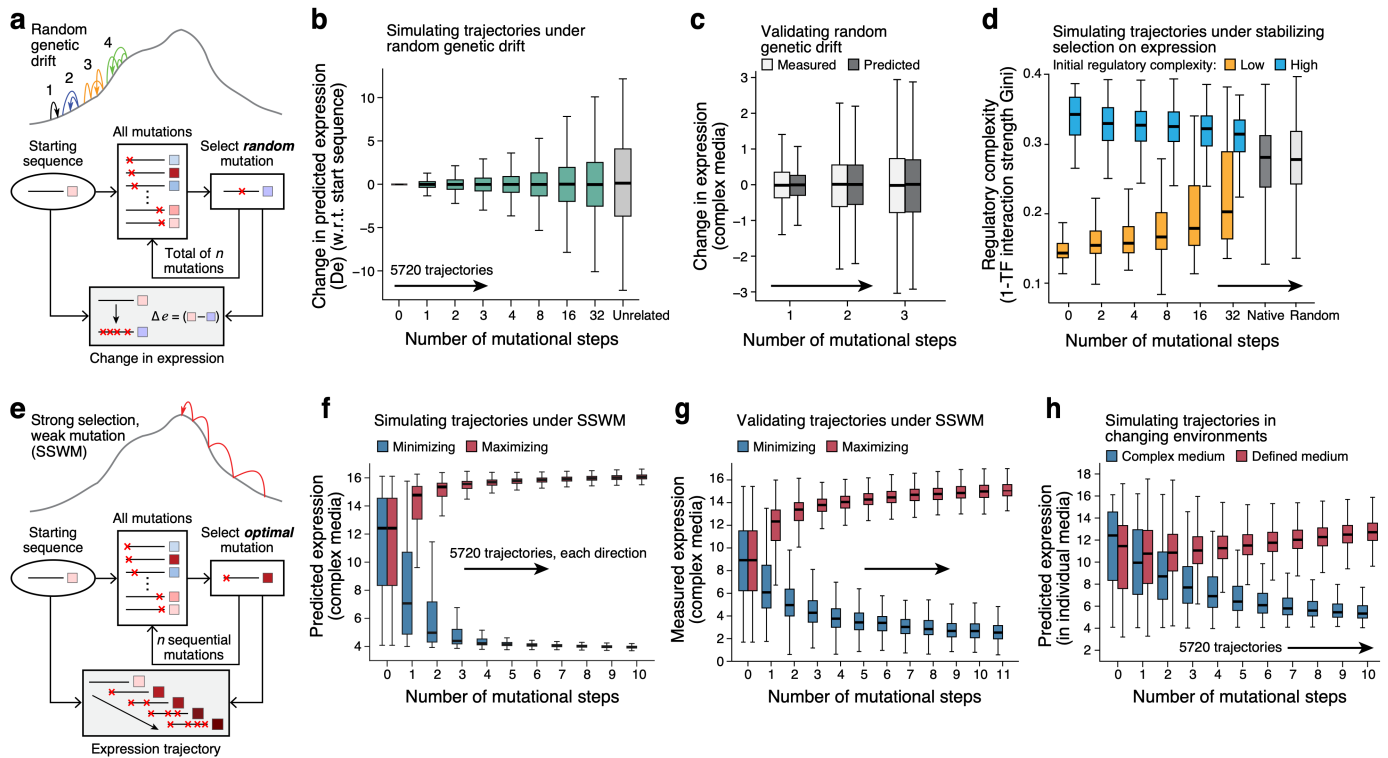 a
Random
genetic
drift
1
2
3
4
Starting
sequence
All mutations
Select random
mutation
Total of n
mutations
Δe = ( − )
Change in expression
b
Simulating trajectories under
random genetic drift
Change in predicted expression
(De) (w.r.t. start sequence)
10
5
0
−5
−10
5720 trajectories
0 1 2 3 4 8 16 32 Unrelated
Number of mutational steps
c
Validating random
genetic drift
Measured Predicted
Change in expression
(complex media)
3
2
1
0
−1
−2
−3
1 2 3
Number of mutational steps
d
Simulating trajectories under stabilizing
selection on expression
Initial regulatory complexity: Low High
Regulatory complexity
(1-TF interaction strength Gini)
0.4
0.3
0.2
0.1
0 2 4 8 16 32 Native Random
Number of mutational steps
e
Strong selection,
weak mutation
(SSWM)
Starting
sequence
All mutations
Select optimal
mutation
n sequential
mutations
Expression trajectory
f
Simulating trajectories under SSWM
Minimizing Maximizing
Predicted expression
(complex media)
16
14
12
10
8
6
4
5720 trajectories, each direction
0 1 2 3 4 5 6 7 8 9 10
Number of mutational steps
g
Validating trajectories under SSWM
Minimizing Maximizing
Measured expression
(complex media)
16
14
12
10
8
6
4
2
0
0 1 2 3 4 5 6 7 8 9 10 11
Number of mutational steps
h
Simulating trajectories in
changing environments
Complex medium Defined medium
Predicted expression
(in individual media)
18
16
14
12
10
8
6
4
2
5720 trajectories
0 1 2 3 4 5 6 7 8 9 10
Number of mutational steps